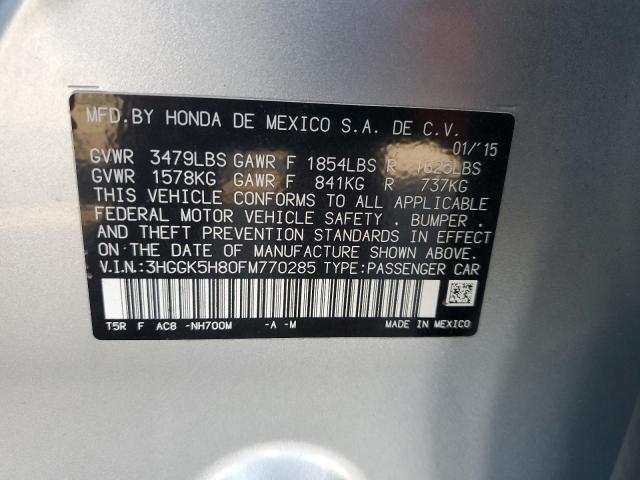 MFD.BY HONDA DE MEXICO S.A. DE C.V.
01/'15
GVWR 3479LBS GAWR F 1854LBS R 1625LBS
GVWR 1578KG GAWR F 841KG R 737KG
THIS VEHICLE CONFORMS TO ALL APPLICABLE
FEDERAL MOTOR VEHICLE SAFETY . BUMPER .
AND THEFT PREVENTION STANDARDS IN EFFECT
ON THE DATE OF MANUFACTURE SHOWN ABOVE.
V.I.N.:3HGGK5H80FM770285 TYPE:PASSENGER CAR
T5R F AC8 -NH700M -A -M MADE IN MEXICO